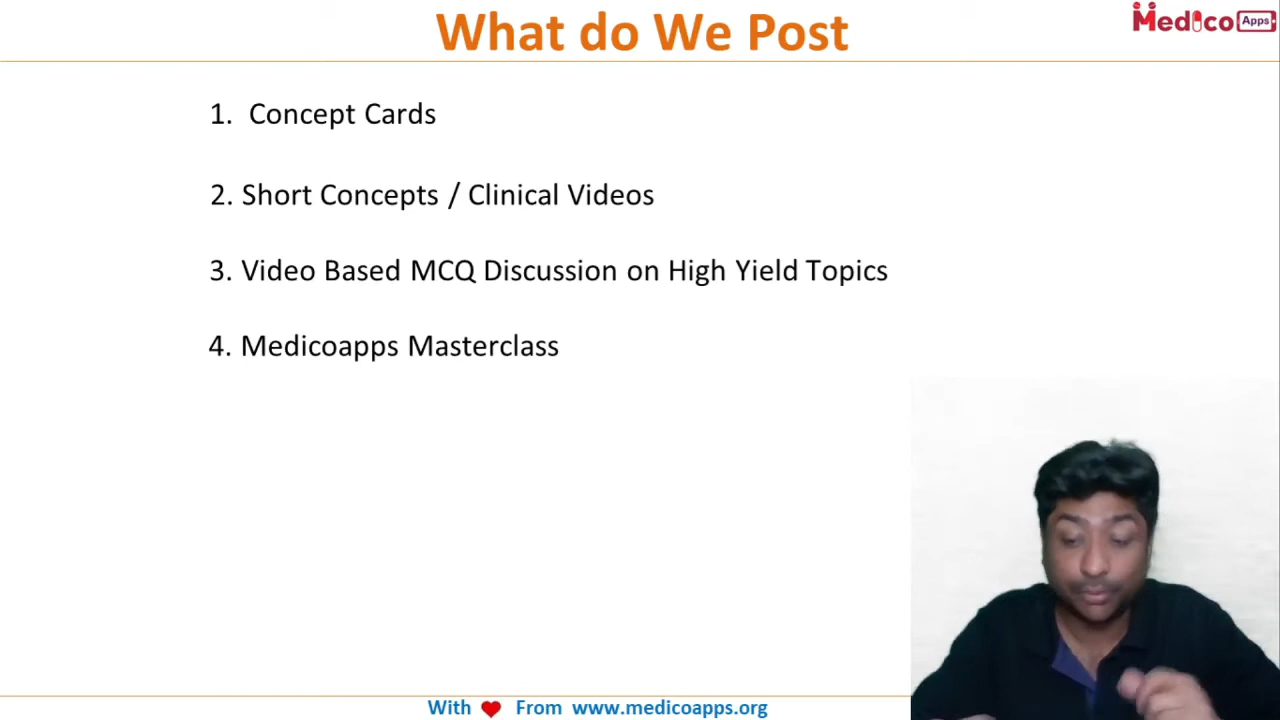 What do We Post
Medico Apps
1. Concept Cards
2. Short Concepts / Clinical Videos
3. Video Based MCQ Discussion on High Yield Topics
4. Medicoapps Masterclass
With From www.medicoapps.org